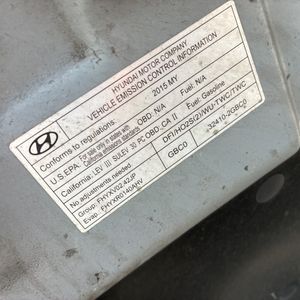 HYUNDAI MOTOR COMPANY
VEHICLE EMISSION CONTROL INFORMATION
Conforms to regulations: 2015 MY
U.S.EPA: OBD: N/A Fuel: N/A
California: LEV III SULEV 30 PC OBD: CA II Fuel: Gasoline
No adjustments needed DFI/HO2S(2)/WU-TWC/TWC
Group: FHYXV02.4 GBC0 32410-2GBC0
Evap: